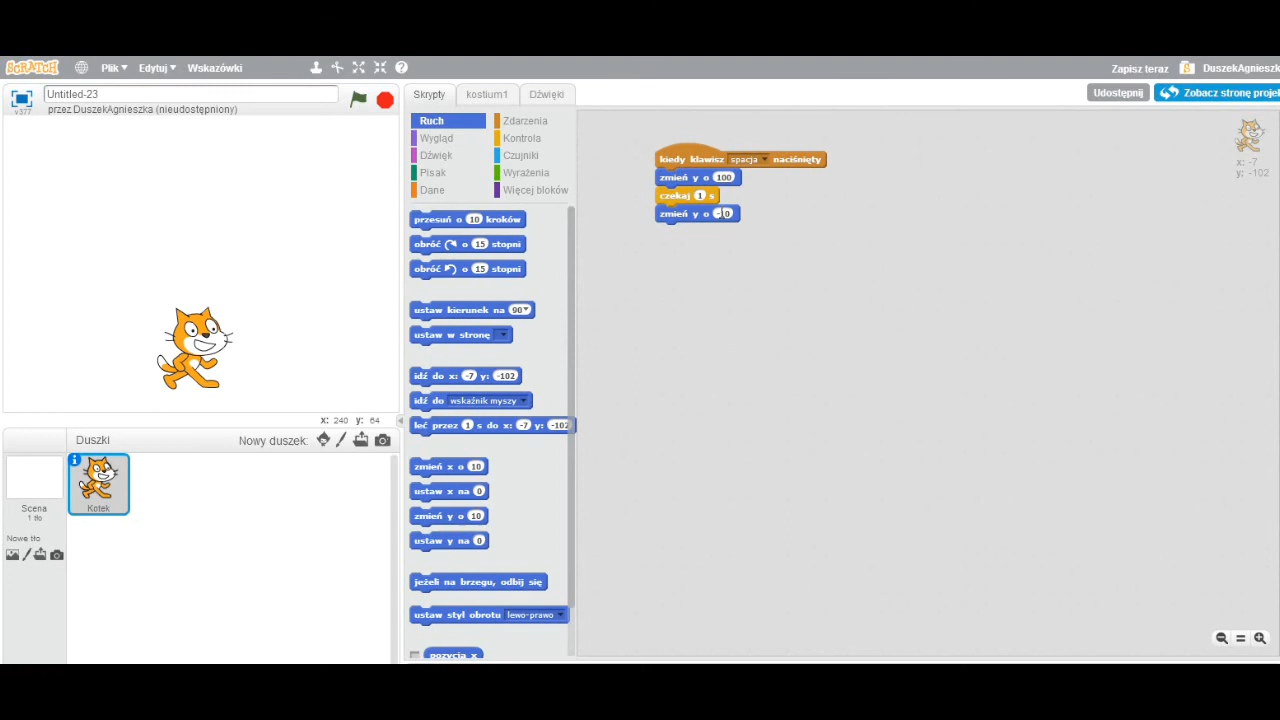 SCRATCH Plik Edytuj Wskazówki Zapisz teraz DuszekAgnieszka
Untitled-23
v377 przez DuszekAgnieszka (nieudostępniony)
Skrypty kostium1 Dźwięki
Udostępnij Zobacz stronę proje
Ruch Zdarzenia
Wygląd Kontrola
Dźwięk Czujniki
Pisak Wyrażenia
Dane Więcej bloków
przesuń o 10 kroków
obróć o 15 stopni
obróć o 15 stopni
ustaw kierunek na 90
ustaw w stronę
idź do x: -7 y: -102
idź do wskaźnik myszy
leć przez 1 s do x: -7 y: -102
zmień x o 10
ustaw x na 0
zmień y o 10
ustaw y na 0
jeżeli na brzegu, odbij się
ustaw styl obrotu lewo-prawo
pozycja x
kiedy klawisz spacja naciśnięty
zmień y o 100
czekaj 1 s
zmień y o -0
x: -7
y: -102
x: 240 y: 64
Duszki Nowy duszek:
Scena
1 tło
Kotek
Nowe tło